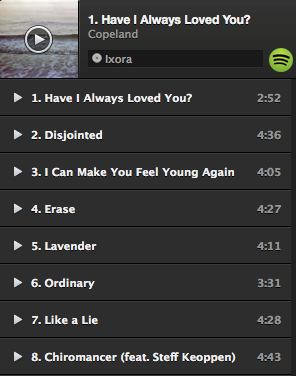 1. Have I Always Loved You?
Copeland
Ixora
1. Have I Always Loved You? 2:52
2. Disjointed 4:36
3. I Can Make You Feel Young Again 4:05
4. Erase 4:27
5. Lavender 4:11
6. Ordinary 3:31
7. Like a Lie 4:28
8. Chiromancer (feat. Steff Keoppen) 4:43